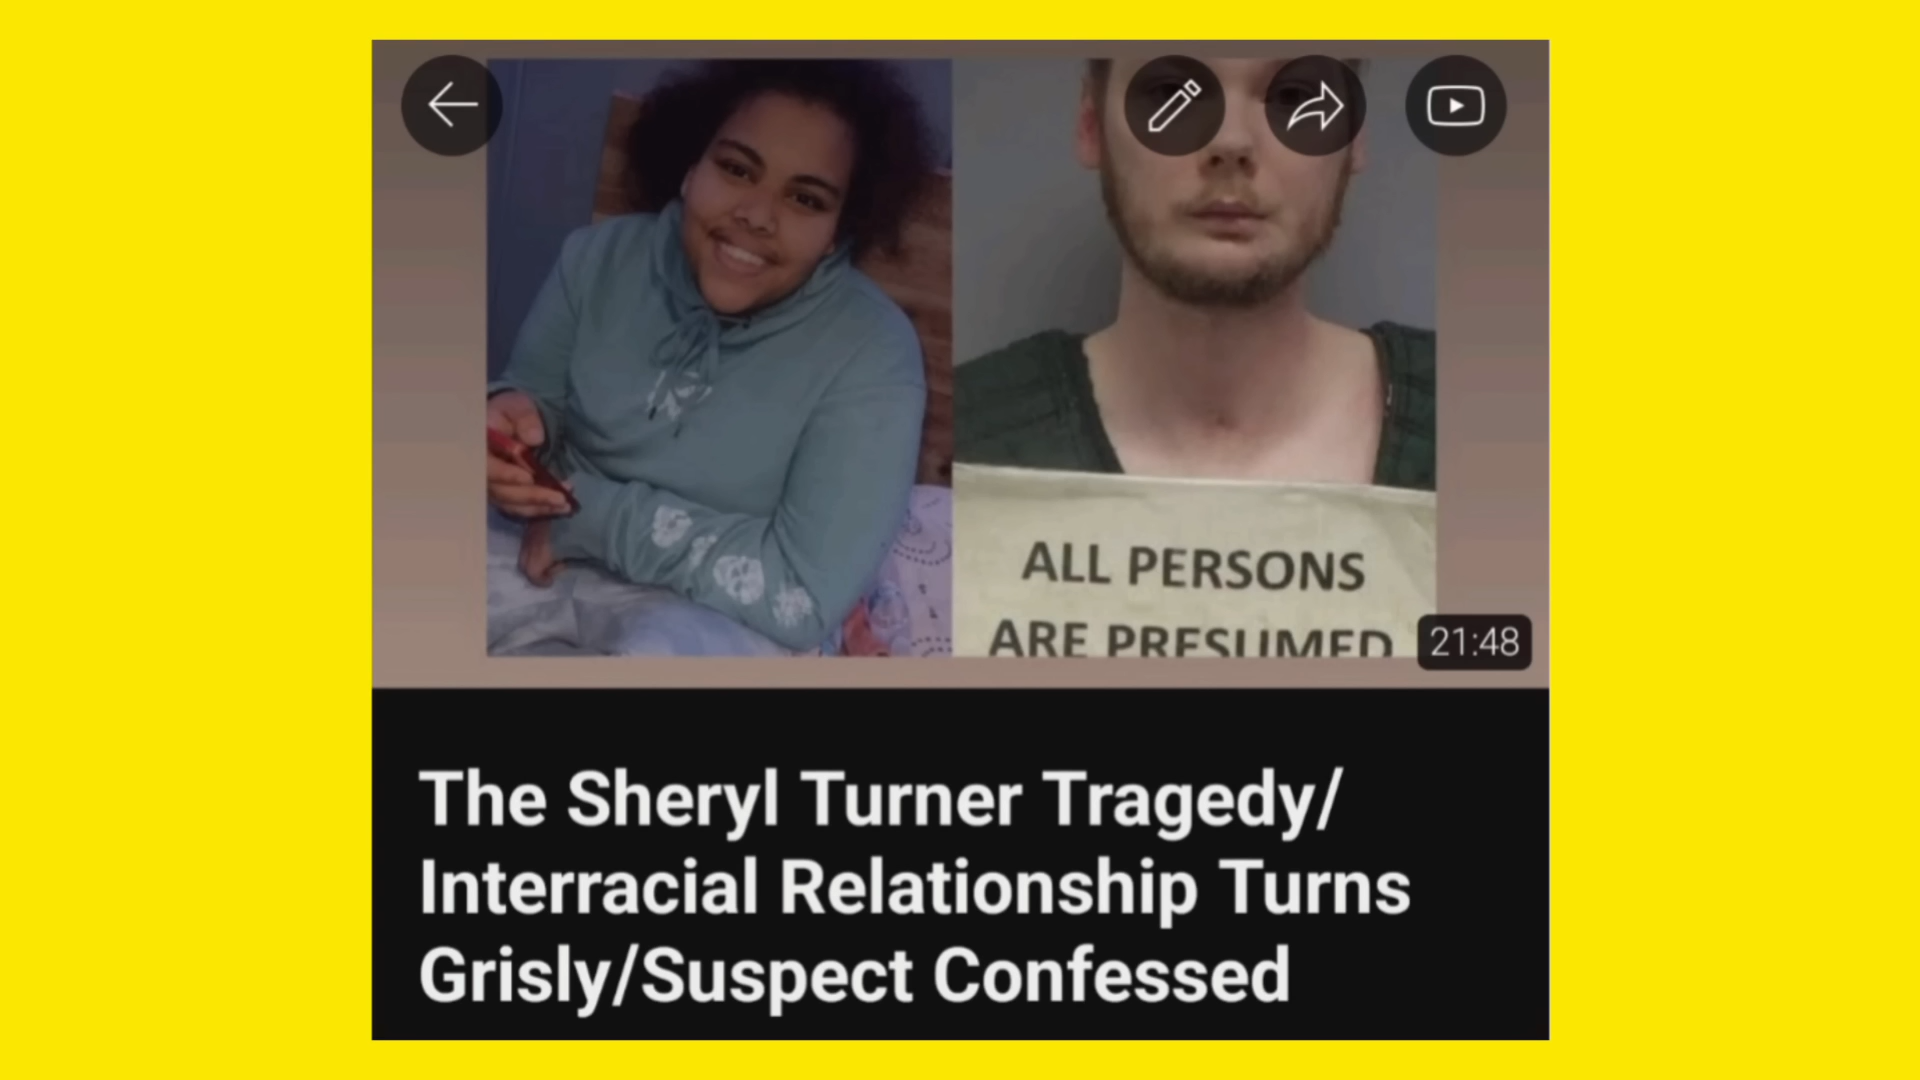 ALL PERSONS
ARE PRESUMED
21:48
The Sheryl Turner Tragedy/
Interracial Relationship Turns
Grisly/Suspect Confessed